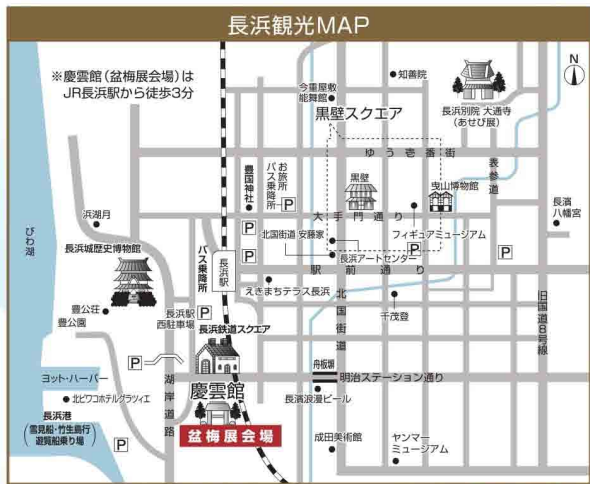 長浜観光MAP
※慶雲館（盆梅展会場）は
JR長浜駅から徒歩3分
N
今重屋敷
能舞館
知善院
長浜別院 大通寺
（あせび展）
黒壁スクエア
ゆう壱番街
表参道
豊国神社
お旅所
バス乗降所
P
黒壁
曳山博物館
長濱
八幡宮
びわ湖
浜湖月
大手門通り
フィギュアミュージアム
長浜城歴史博物館
バス乗降所
長浜駅
P
P
北国街道 安藤家
長浜アートセンター
P
P
駅前通り
えきまちテラス長浜
豊公荘
豊公園
長浜駅
西駐車場
P
北国街道
千茂登
旧国道8号線
長浜鉄道スクエア
P
湖岸道路
慶雲館
盆梅展会場
舟板塀
明治ステーション通り
長濱浪漫ビール
ヨット・ハーバー
北ビワコホテルグラツィエ
長浜港
（雪見船・竹生島行
遊覧船乗り場）
P
成田美術館
ヤンマー
ミュージアム